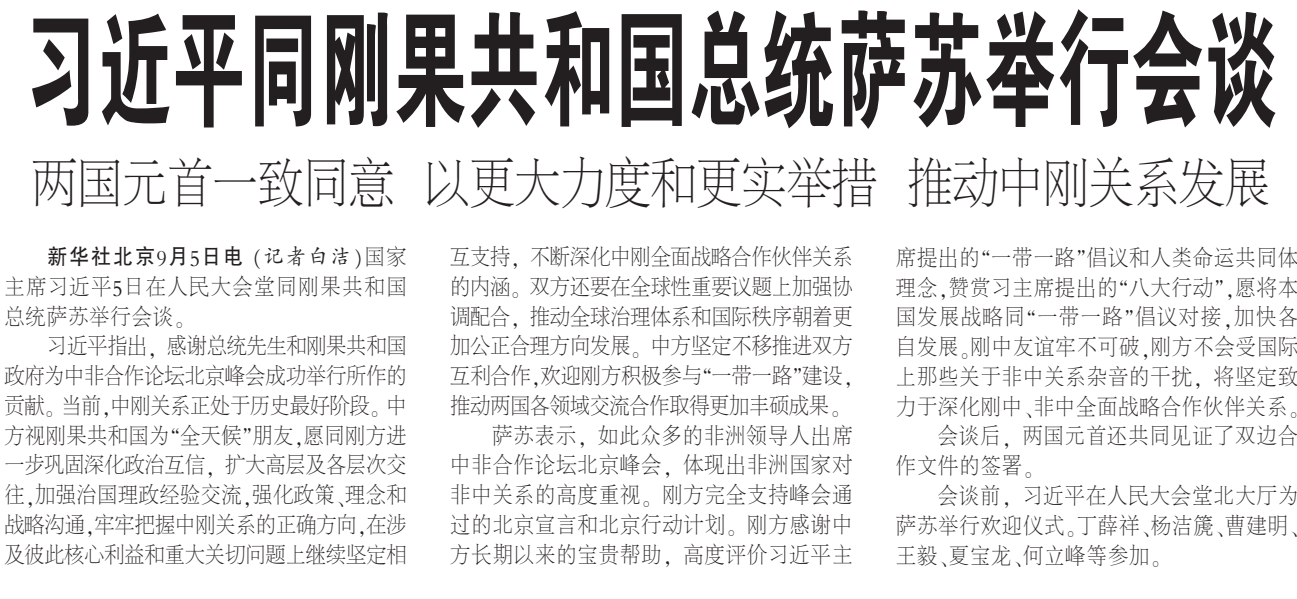 习近平同刚果共和国总统萨苏举行会谈
两国元首一致同意 以更大力度和更实举措 推动中刚关系发展
新华社北京9月5日电 (记者白洁)国家
主席习近平5日在人民大会堂同刚果共和国
总统萨苏举行会谈。
习近平指出，感谢总统先生和刚果共和国
政府为中非合作论坛北京峰会成功举行所作的
贡献。当前,中刚关系正处于历史最好阶段。中
方视刚果共和国为“全天候”朋友,愿同刚方进
一步巩固深化政治互信，扩大高层及各层次交
往,加强治国理政经验交流,强化政策、理念和
战略沟通,牢牢把握中刚关系的正确方向,在涉
及彼此核心利益和重大关切问题上继续坚定相
互支持，不断深化中刚全面战略合作伙伴关系
的内涵。双方还要在全球性重要议题上加强协
调配合，推动全球治理体系和国际秩序朝着更
加公正合理方向发展。中方坚定不移推进双方
互利合作,欢迎刚方积极参与“一带一路”建设，
推动两国各领域交流合作取得更加丰硕成果。
萨苏表示，如此众多的非洲领导人出席
中非合作论坛北京峰会，体现出非洲国家对
非中关系的高度重视。刚方完全支持峰会通
过的北京宣言和北京行动计划。刚方感谢中
方长期以来的宝贵帮助，高度评价习近平主
席提出的“一带一路”倡议和人类命运共同体
理念,赞赏习主席提出的“八大行动”,愿将本
国发展战略同“一带一路”倡议对接,加快各
自发展。刚中友谊牢不可破,刚方不会受国际
上那些关于非中关系杂音的干扰，将坚定致
力于深化刚中、非中全面战略合作伙伴关系。
会谈后，两国元首还共同见证了双边合
作文件的签署。
会谈前，习近平在人民大会堂北大厅为
萨苏举行欢迎仪式。丁薛祥、杨洁篪、曹建明、
王毅、夏宝龙、何立峰等参加。